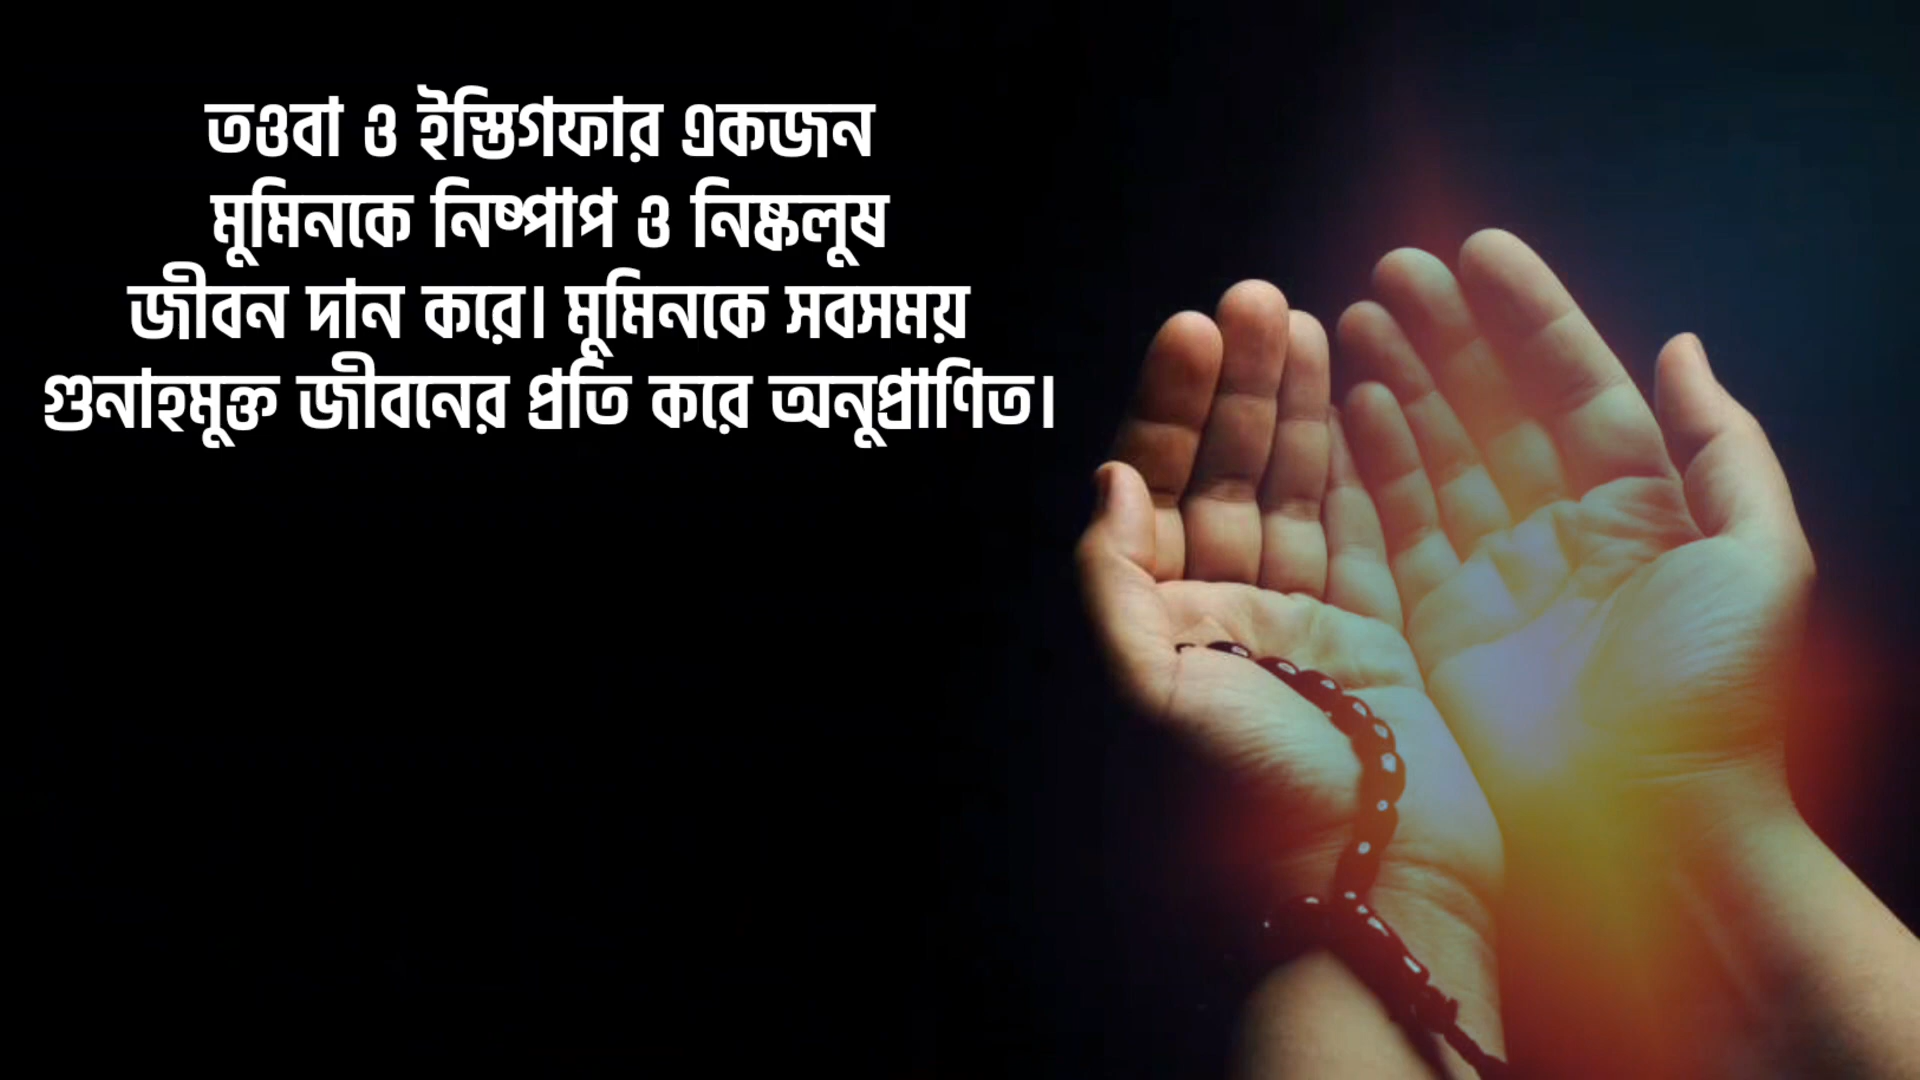 তওবা ও ইস্তিগফার একজন
মুমিনকে নিষ্পাপ ও নিষ্কলুষ
জীবন দান করে। মুমিনকে সবসময়
গুনাহমুক্ত জীবনের প্রতি করে অনুপ্রাণিত।